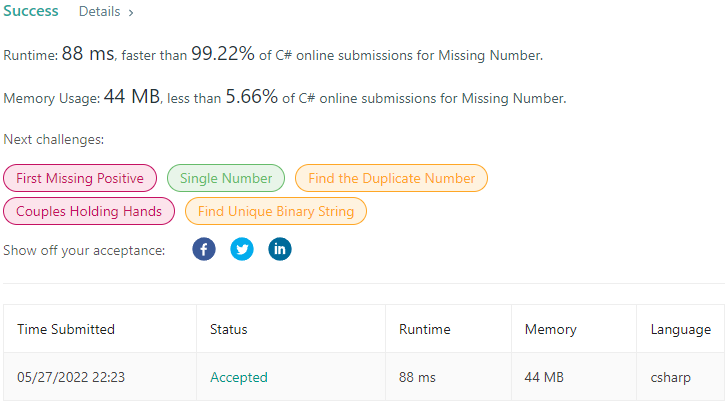 Success Details >
Runtime: 88 ms, faster than 99.22% of C# online submissions for Missing Number.
Memory Usage: 44 MB, less than 5.66% of C# online submissions for Missing Number.
Next challenges:
First Missing Positive Single Number Find the Duplicate Number
Couples Holding Hands Find Unique Binary String
Show off your acceptance: f in
Time Submitted Status Runtime Memory Language
05/27/2022 22:23 Accepted 88 ms 44 MB csharp